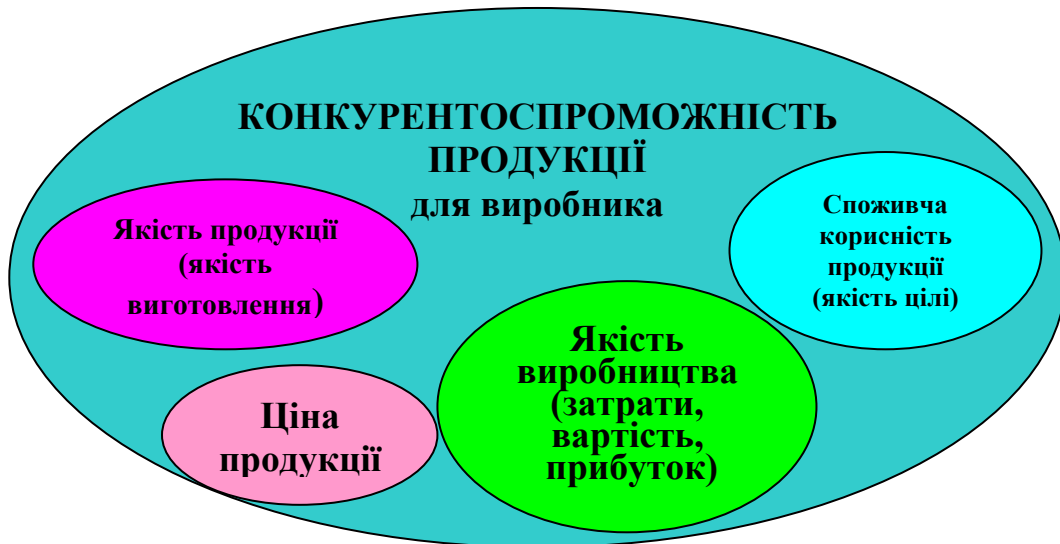 КОНКУРЕНТОСПРОМОЖНІСТЬ
ПРОДУКЦІЇ
для виробника
Якість продукції
(якість
виготовлення)
Споживча
корисність
продукції
(якість цілі)
Якість
виробництва
(затрати,
вартість,
прибуток)
Ціна
продукції